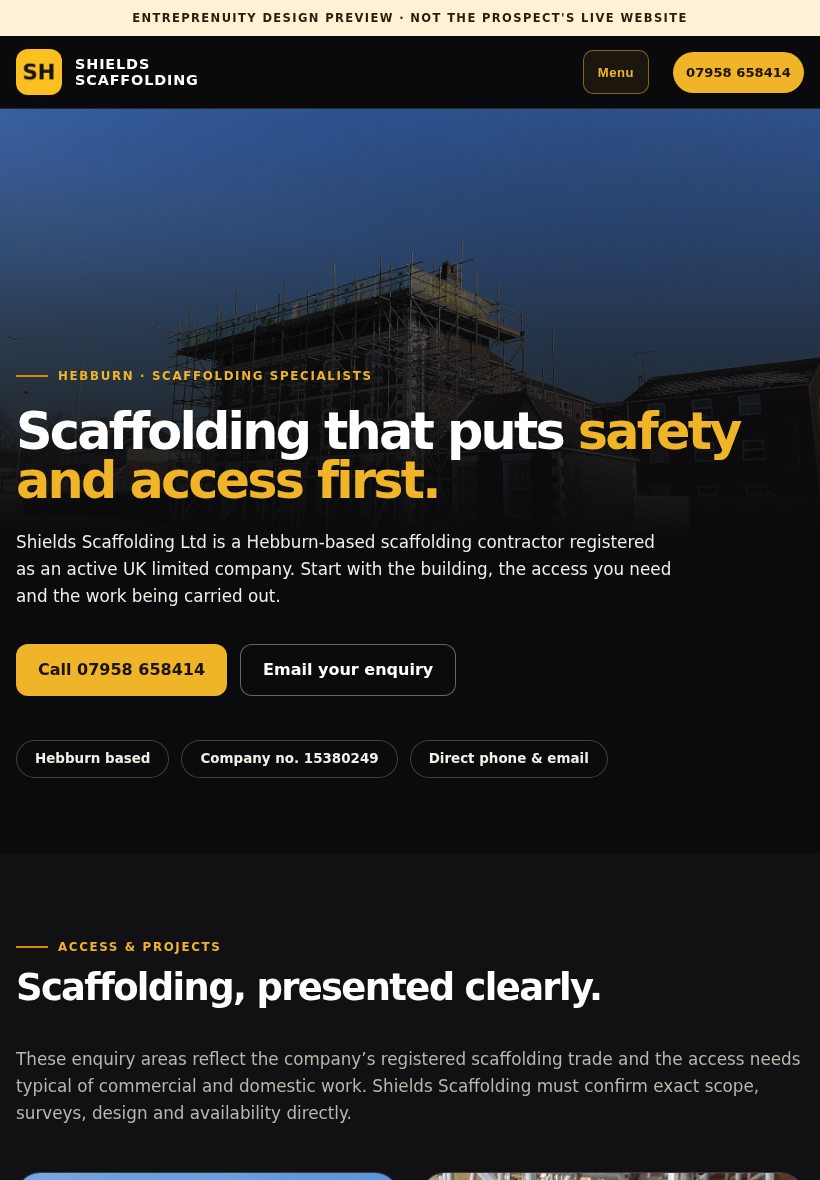 ENTREPRENUITY DESIGN PREVIEW · NOT THE PROSPECT'S LIVE WEBSITE
SH
SHIELDS
SCAFFOLDING
Menu
07958 658414
HEBBURN · SCAFFOLDING SPECIALISTS
Scaffolding that puts safety
and access first.
Shields Scaffolding Ltd is a Hebburn-based scaffolding contractor registered
as an active UK limited company. Start with the building, the access you need
and the work being carried out.
Call 07958 658414
Email your enquiry
Hebburn based
Company no. 15380249
Direct phone & email
ACCESS & PROJECTS
Scaffolding, presented clearly.
These enquiry areas reflect the company’s registered scaffolding trade and the access needs
typical of commercial and domestic work. Shields Scaffolding must confirm exact scope,
surveys, design and availability directly.